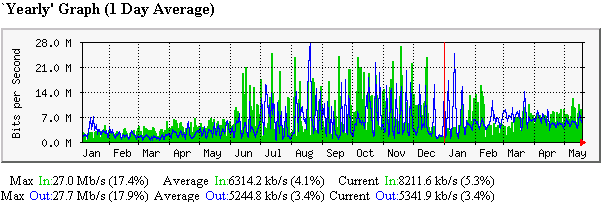 `Yearly' Graph (1 Day Average)
Bits per Second
28.0 M
21.0 M
14.0 M
7.0 M
0.0 M
Jan Feb Mar Apr May Jun Jul Aug Sep Oct Nov Dec Jan Feb Mar Apr May
Max In:27.0 Mb/s (17.4%) Average In:6314.2 kb/s (4.1%) Current In:8211.6 kb/s (5.3%)
Max Out:27.7 Mb/s (17.9%) Average Out:5244.8 kb/s (3.4%) Current Out:5341.9 kb/s (3.4%)